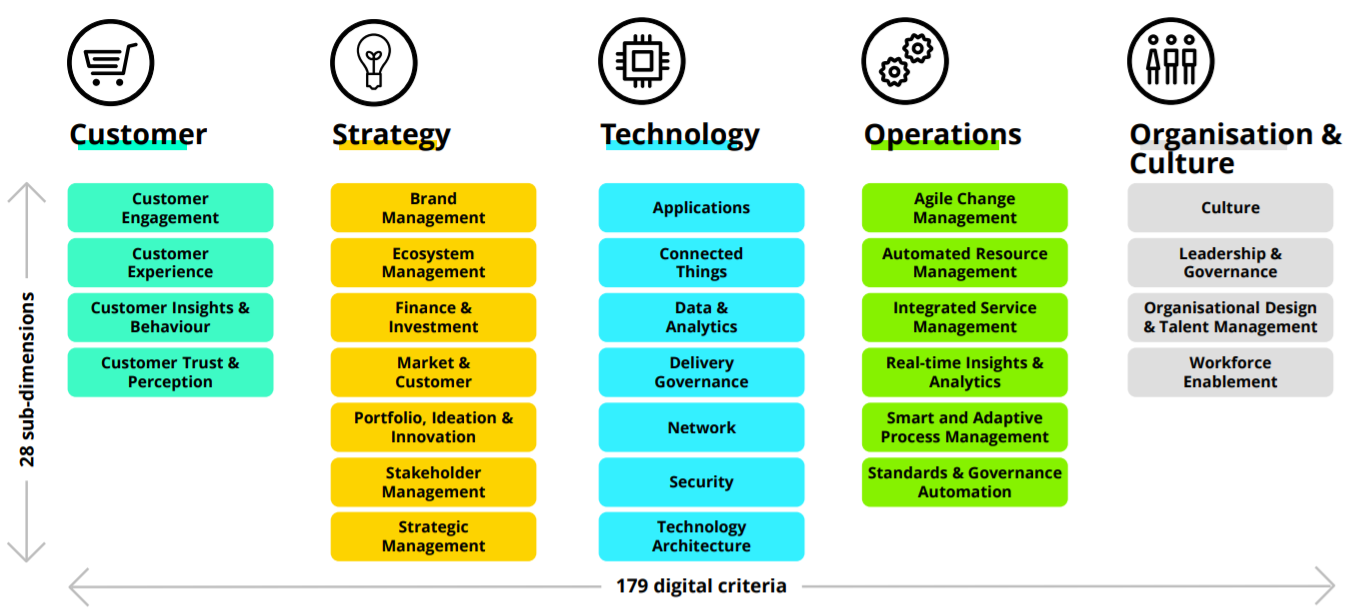 Customer
Strategy
Technology
Operations
Organisation &
Culture
28 sub-dimensions
Customer
Engagement
Customer
Experience
Customer Insights &
Behaviour
Customer Trust &
Perception
Brand
Management
Ecosystem
Management
Finance &
Investment
Market &
Customer
Portfolio, Ideation &
Innovation
Stakeholder
Management
Strategic
Management
Applications
Connected
Things
Data &
Analytics
Delivery
Governance
Network
Security
Technology
Architecture
Agile Change
Management
Automated Resource
Management
Integrated Service
Management
Real-time Insights &
Analytics
Smart and Adaptive
Process Management
Standards & Governance
Automation
Culture
Leadership &
Governance
Organisational Design
& Talent Management
Workforce
Enablement
179 digital criteria